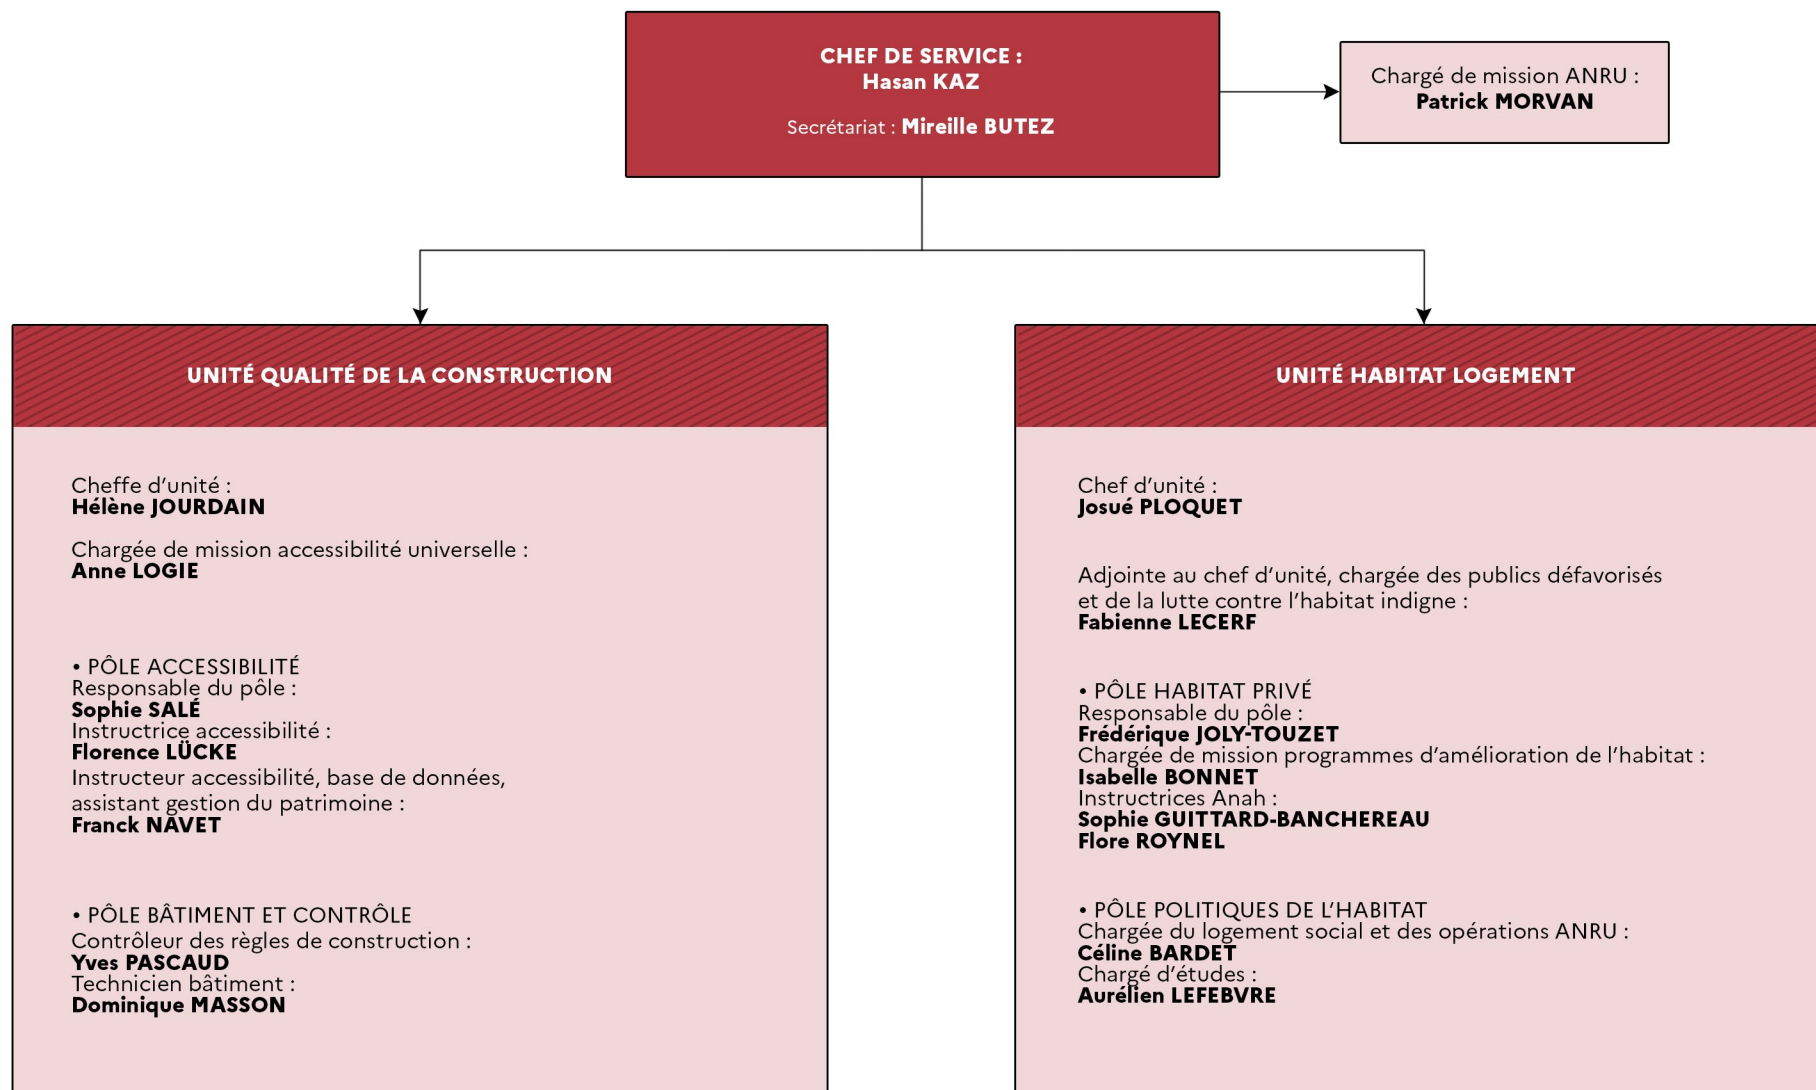 CHEF DE SERVICE :
Hasan KAZ
Secrétariat : Mireille BUTEZ
Chargé de mission ANRU :
Patrick MORVAN
UNITÉ QUALITÉ DE LA CONSTRUCTION
Cheffe d’unité :
Hélène JOURDAIN
Chargée de mission accessibilité universelle :
Anne LOGIE
• PÔLE ACCESSIBILITÉ
Responsable du pôle :
Sophie SALÉ
Instructrice accessibilité :
Florence LÜCKE
Instructeur accessibilité, base de données,
assistant gestion du patrimoine :
Franck NAVET
• PÔLE BÂTIMENT ET CONTRÔLE
Contrôleur des règles de construction :
Yves PASCAUD
Technicien bâtiment :
Dominique MASSON
UNITÉ HABITAT LOGEMENT
Chef d’unité :
Josué PLOQUET
Adjointe au chef d’unité, chargée des publics défavorisés
et de la lutte contre l’habitat indigne :
Fabienne LECERF
• PÔLE HABITAT PRIVÉ
Responsable du pôle :
Frédérique JOLY-TOUZET
Chargée de mission programmes d’amélioration de l’habitat :
Isabelle BONNET
Instructrices Anah :
Sophie GUITTARD-BANCHEREAU
Flore ROYNEL
• PÔLE POLITIQUES DE L’HABITAT
Chargée du logement social et des opérations ANRU :
Céline BARDET
Chargé d’études :
Aurélien LEFEBVRE